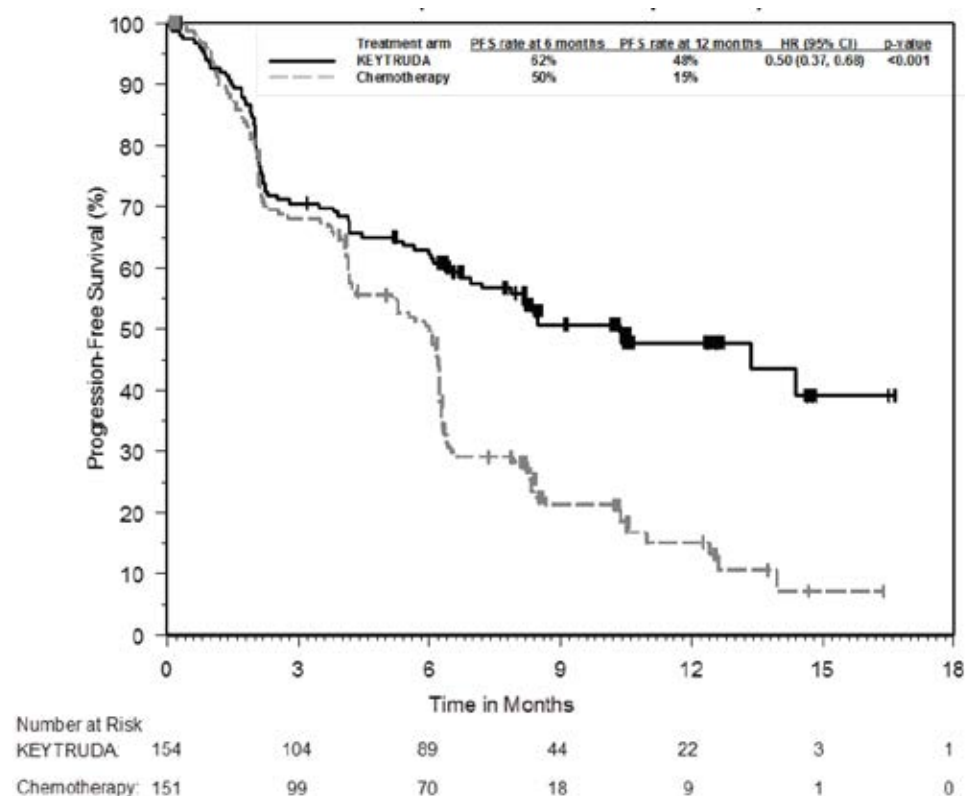 Treatment arm PFS rate at 6 months PFS rate at 12 months HR (95% CI) p-value
KEYTRUDA 62% 48% 0.50 (0.37, 0.68) <0.001
Chemotherapy 50% 15%
Progression-Free Survival (%)
100
90
80
70
60
50
40
30
20
10
0
0 3 6 9 12 15 18
Time in Months
Number at Risk
KEYTRUDA: 154 104 89 44 22 3 1
Chemotherapy: 151 99 70 18 9 1 0